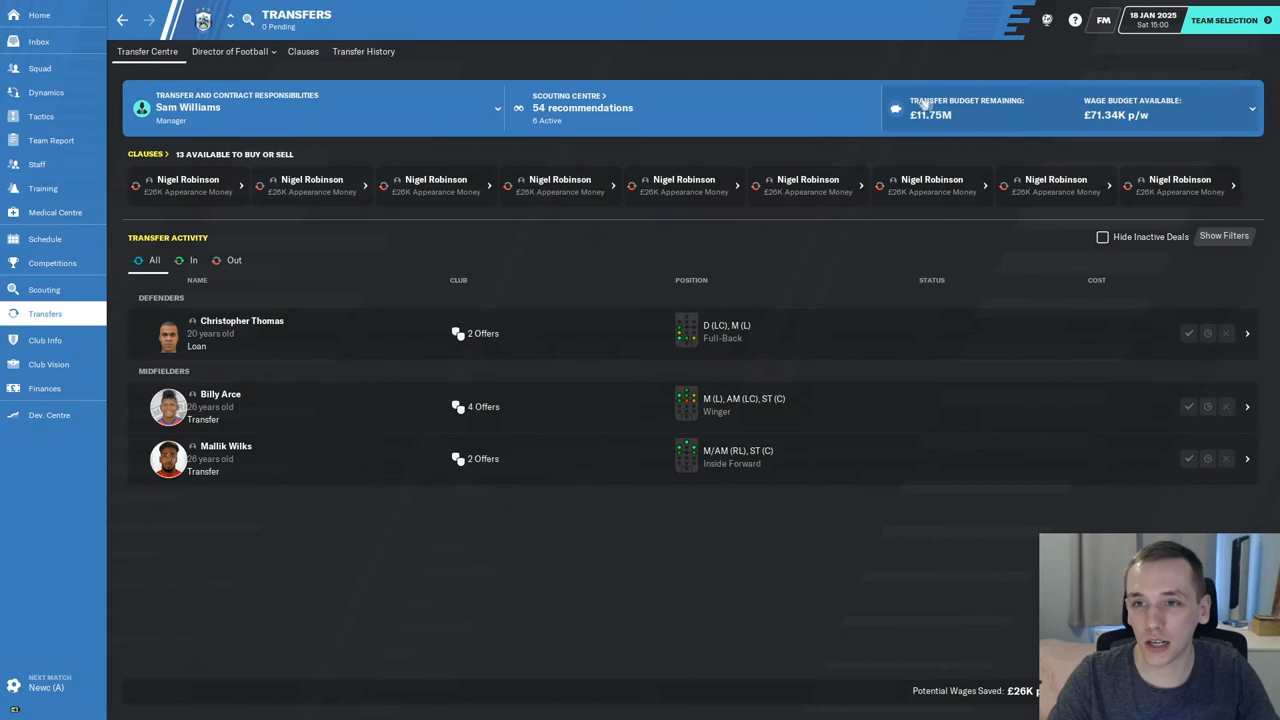 Home
Inbox
Squad
Dynamics
Tactics
Team Report
Staff
Training
Medical Centre
Schedule
Competitions
Scouting
Transfers
Club Info
Club Vision
Finances
Dev. Centre
NEXT MATCH
Newc (A)
TRANSFERS
0 Pending
FM
18 JAN 2025
Sat 15:00
TEAM SELECTION
Transfer Centre
Director of Football
Clauses
Transfer History
TRANSFER AND CONTRACT RESPONSIBILITIES
Sam Williams
Manager
SCOUTING CENTRE >
54 recommendations
6 Active
TRANSFER BUDGET REMAINING:
£11.75M
WAGE BUDGET AVAILABLE:
£71.34K p/w
CLAUSES > 13 AVAILABLE TO BUY OR SELL
Nigel Robinson
£26K Appearance Money
Nigel Robinson
£26K Appearance Money
Nigel Robinson
£26K Appearance Money
Nigel Robinson
£26K Appearance Money
Nigel Robinson
£26K Appearance Money
Nigel Robinson
£26K Appearance Money
Nigel Robinson
£26K Appearance Money
Nigel Robinson
£26K Appearance Money
Nigel Robinson
£26K Appearance Money
TRANSFER ACTIVITY
Hide Inactive Deals
Show Filters
All
In
Out
NAME CLUB POSITION STATUS COST
DEFENDERS
Christopher Thomas
20 years old
Loan
2 Offers
D (LC), M (L)
Full-Back
MIDFIELDERS
Billy Arce
26 years old
Transfer
4 Offers
M (L), AM (LC), ST (C)
Winger
Mallik Wilks
26 years old
Transfer
2 Offers
M/AM (RL), ST (C)
Inside Forward
Potential Wages Saved: £26K